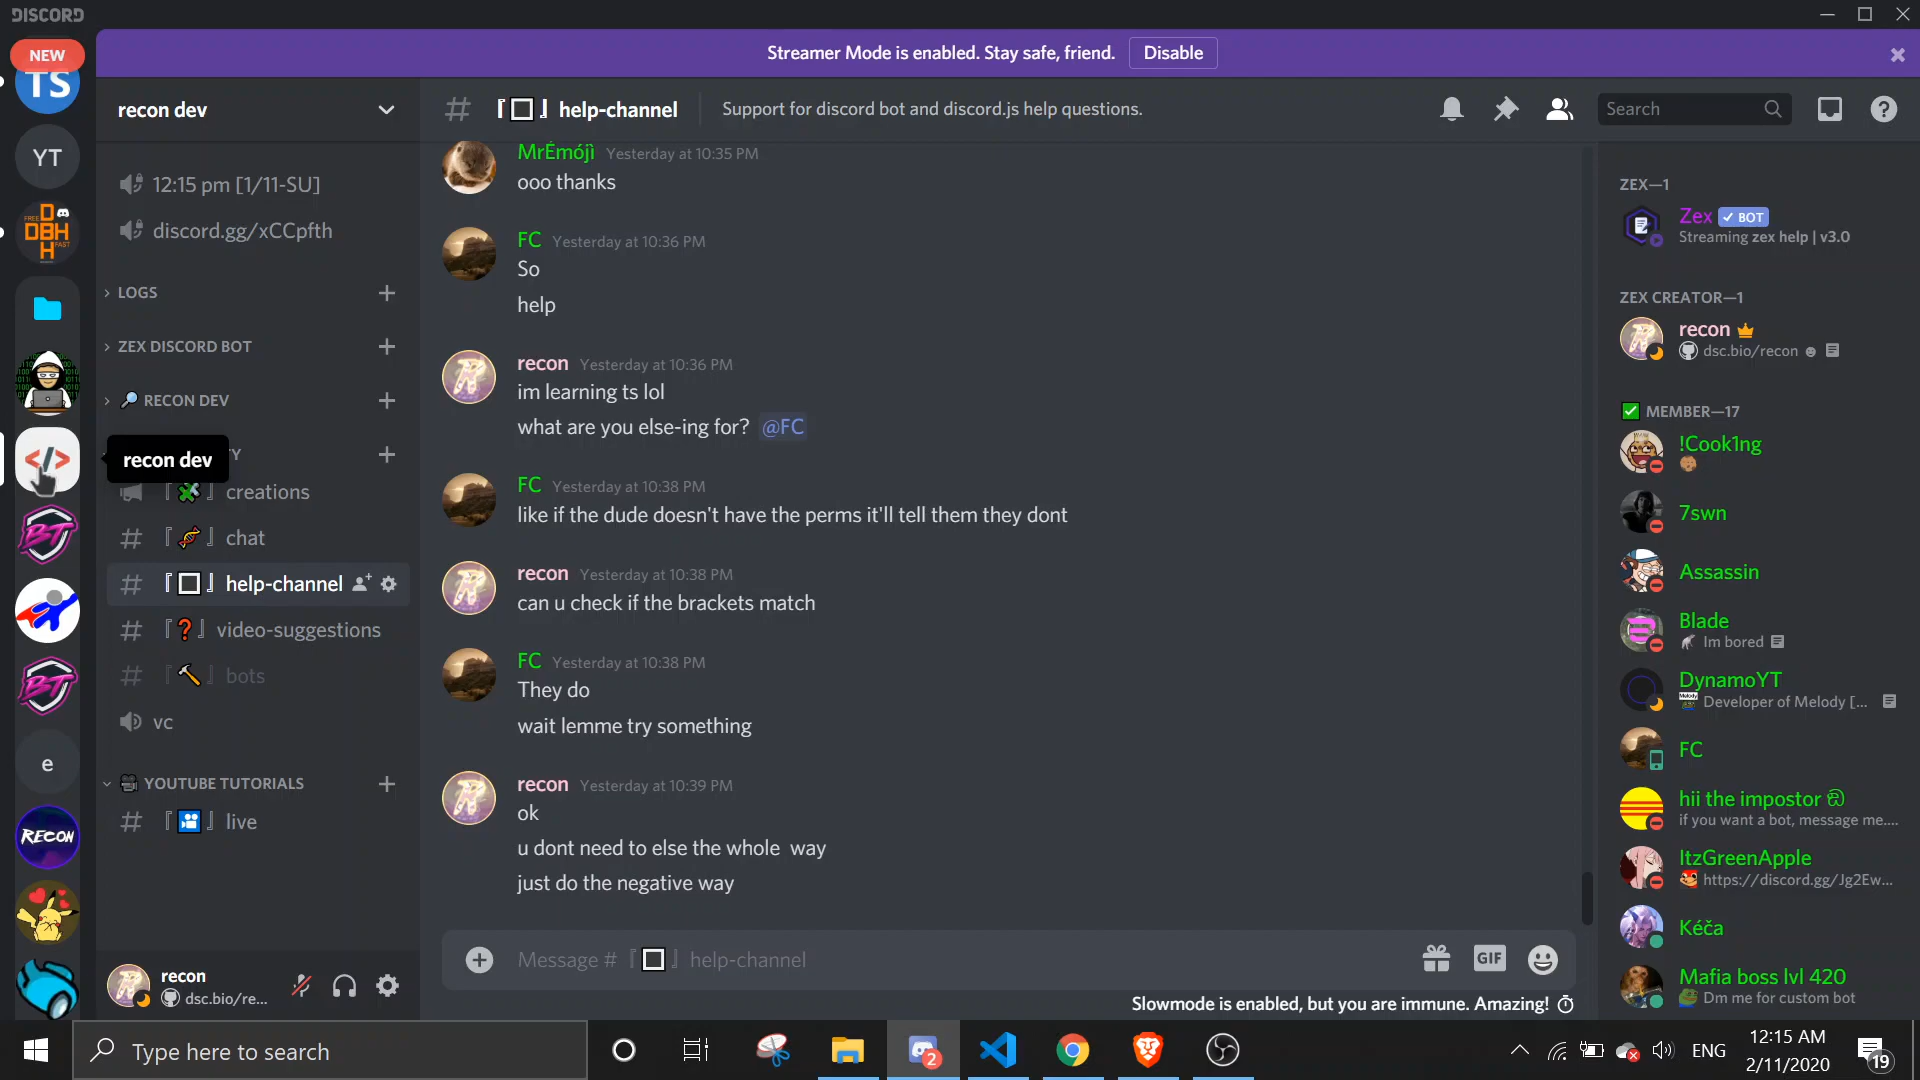 DISCORD
Streamer Mode is enabled. Stay safe, friend.
Disable
NEW
TS
YT
FREE
DBH
FAST
BT
BT
e
RECON
recon dev
12:15 pm [1/11-SU]
discord.gg/xCCpfth
LOGS
ZEX DISCORD BOT
RECON DEV
recon dev
creations
chat
help-channel
video-suggestions
bots
vc
YOUTUBE TUTORIALS
live
recon
dsc.bio/re...
# 『』 help-channel
Support for discord bot and discord.js help questions.
Search
MrÉmójì Yesterday at 10:35 PM
ooo thanks
FC Yesterday at 10:36 PM
So
help
recon Yesterday at 10:36 PM
im learning ts lol
what are you else-ing for? @FC
FC Yesterday at 10:38 PM
like if the dude doesn't have the perms it'll tell them they dont
recon Yesterday at 10:38 PM
can u check if the brackets match
FC Yesterday at 10:38 PM
They do
wait lemme try something
recon Yesterday at 10:39 PM
ok
u dont need to else the whole way
just do the negative way
Message # 『』 help-channel
GIF
Slowmode is enabled, but you are immune. Amazing!
ZEX—1
Zex ✓ BOT
Streaming zex help | v3.0
ZEX CREATOR—1
recon
dsc.bio/recon
MEMBER—17
!Cook1ng
7swn
Assassin
Blade
Im bored
DynamoYT
Developer of Melody [...
FC
hii the impostor ඞ
if you want a bot, message me....
ItzGreenApple
https://discord.gg/Jg2Ew...
Kéča
Mafia boss lvl 420
Dm me for custom bot
Type here to search
2
ENG
12:15 AM
2/11/2020
19